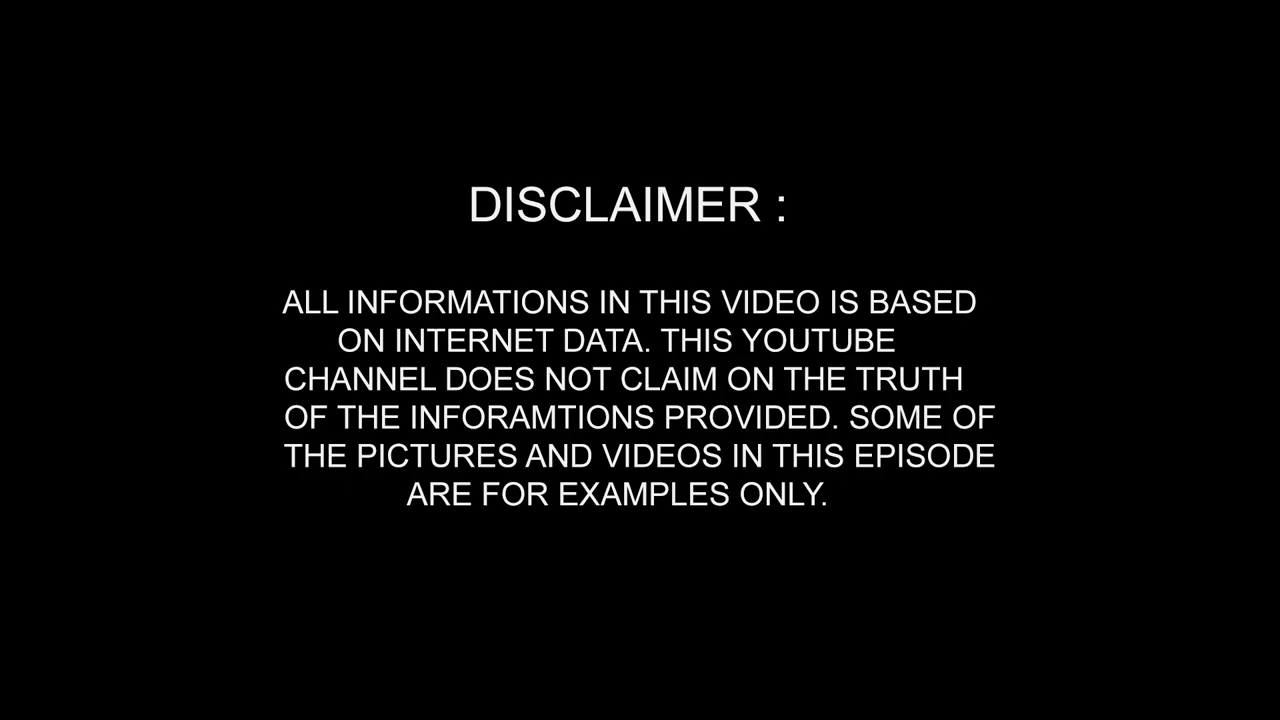 DISCLAIMER :
ALL INFORMATIONS IN THIS VIDEO IS BASED
ON INTERNET DATA. THIS YOUTUBE
CHANNEL DOES NOT CLAIM ON THE TRUTH
OF THE INFORAMTIONS PROVIDED. SOME OF
THE PICTURES AND VIDEOS IN THIS EPISODE
ARE FOR EXAMPLES ONLY.